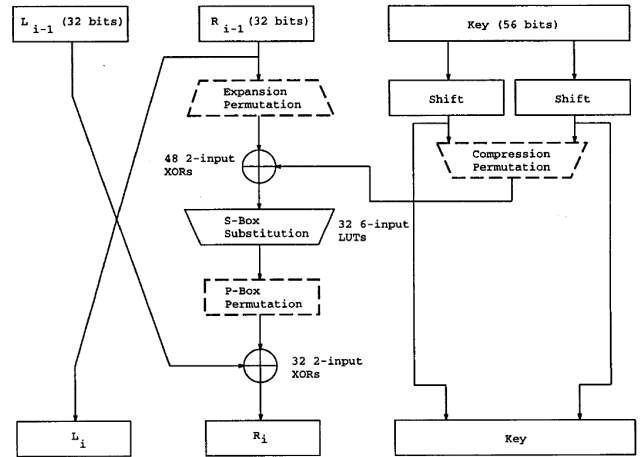 L i-1 (32 bits)
R i-1 (32 bits)
Key (56 bits)
Expansion
Permutation
Shift
Shift
48 2-input
XORs
Compression
Permutation
S-Box
Substitution
32 6-input
LUTs
P-Box
Permutation
32 2-input
XORs
L i
R i
Key